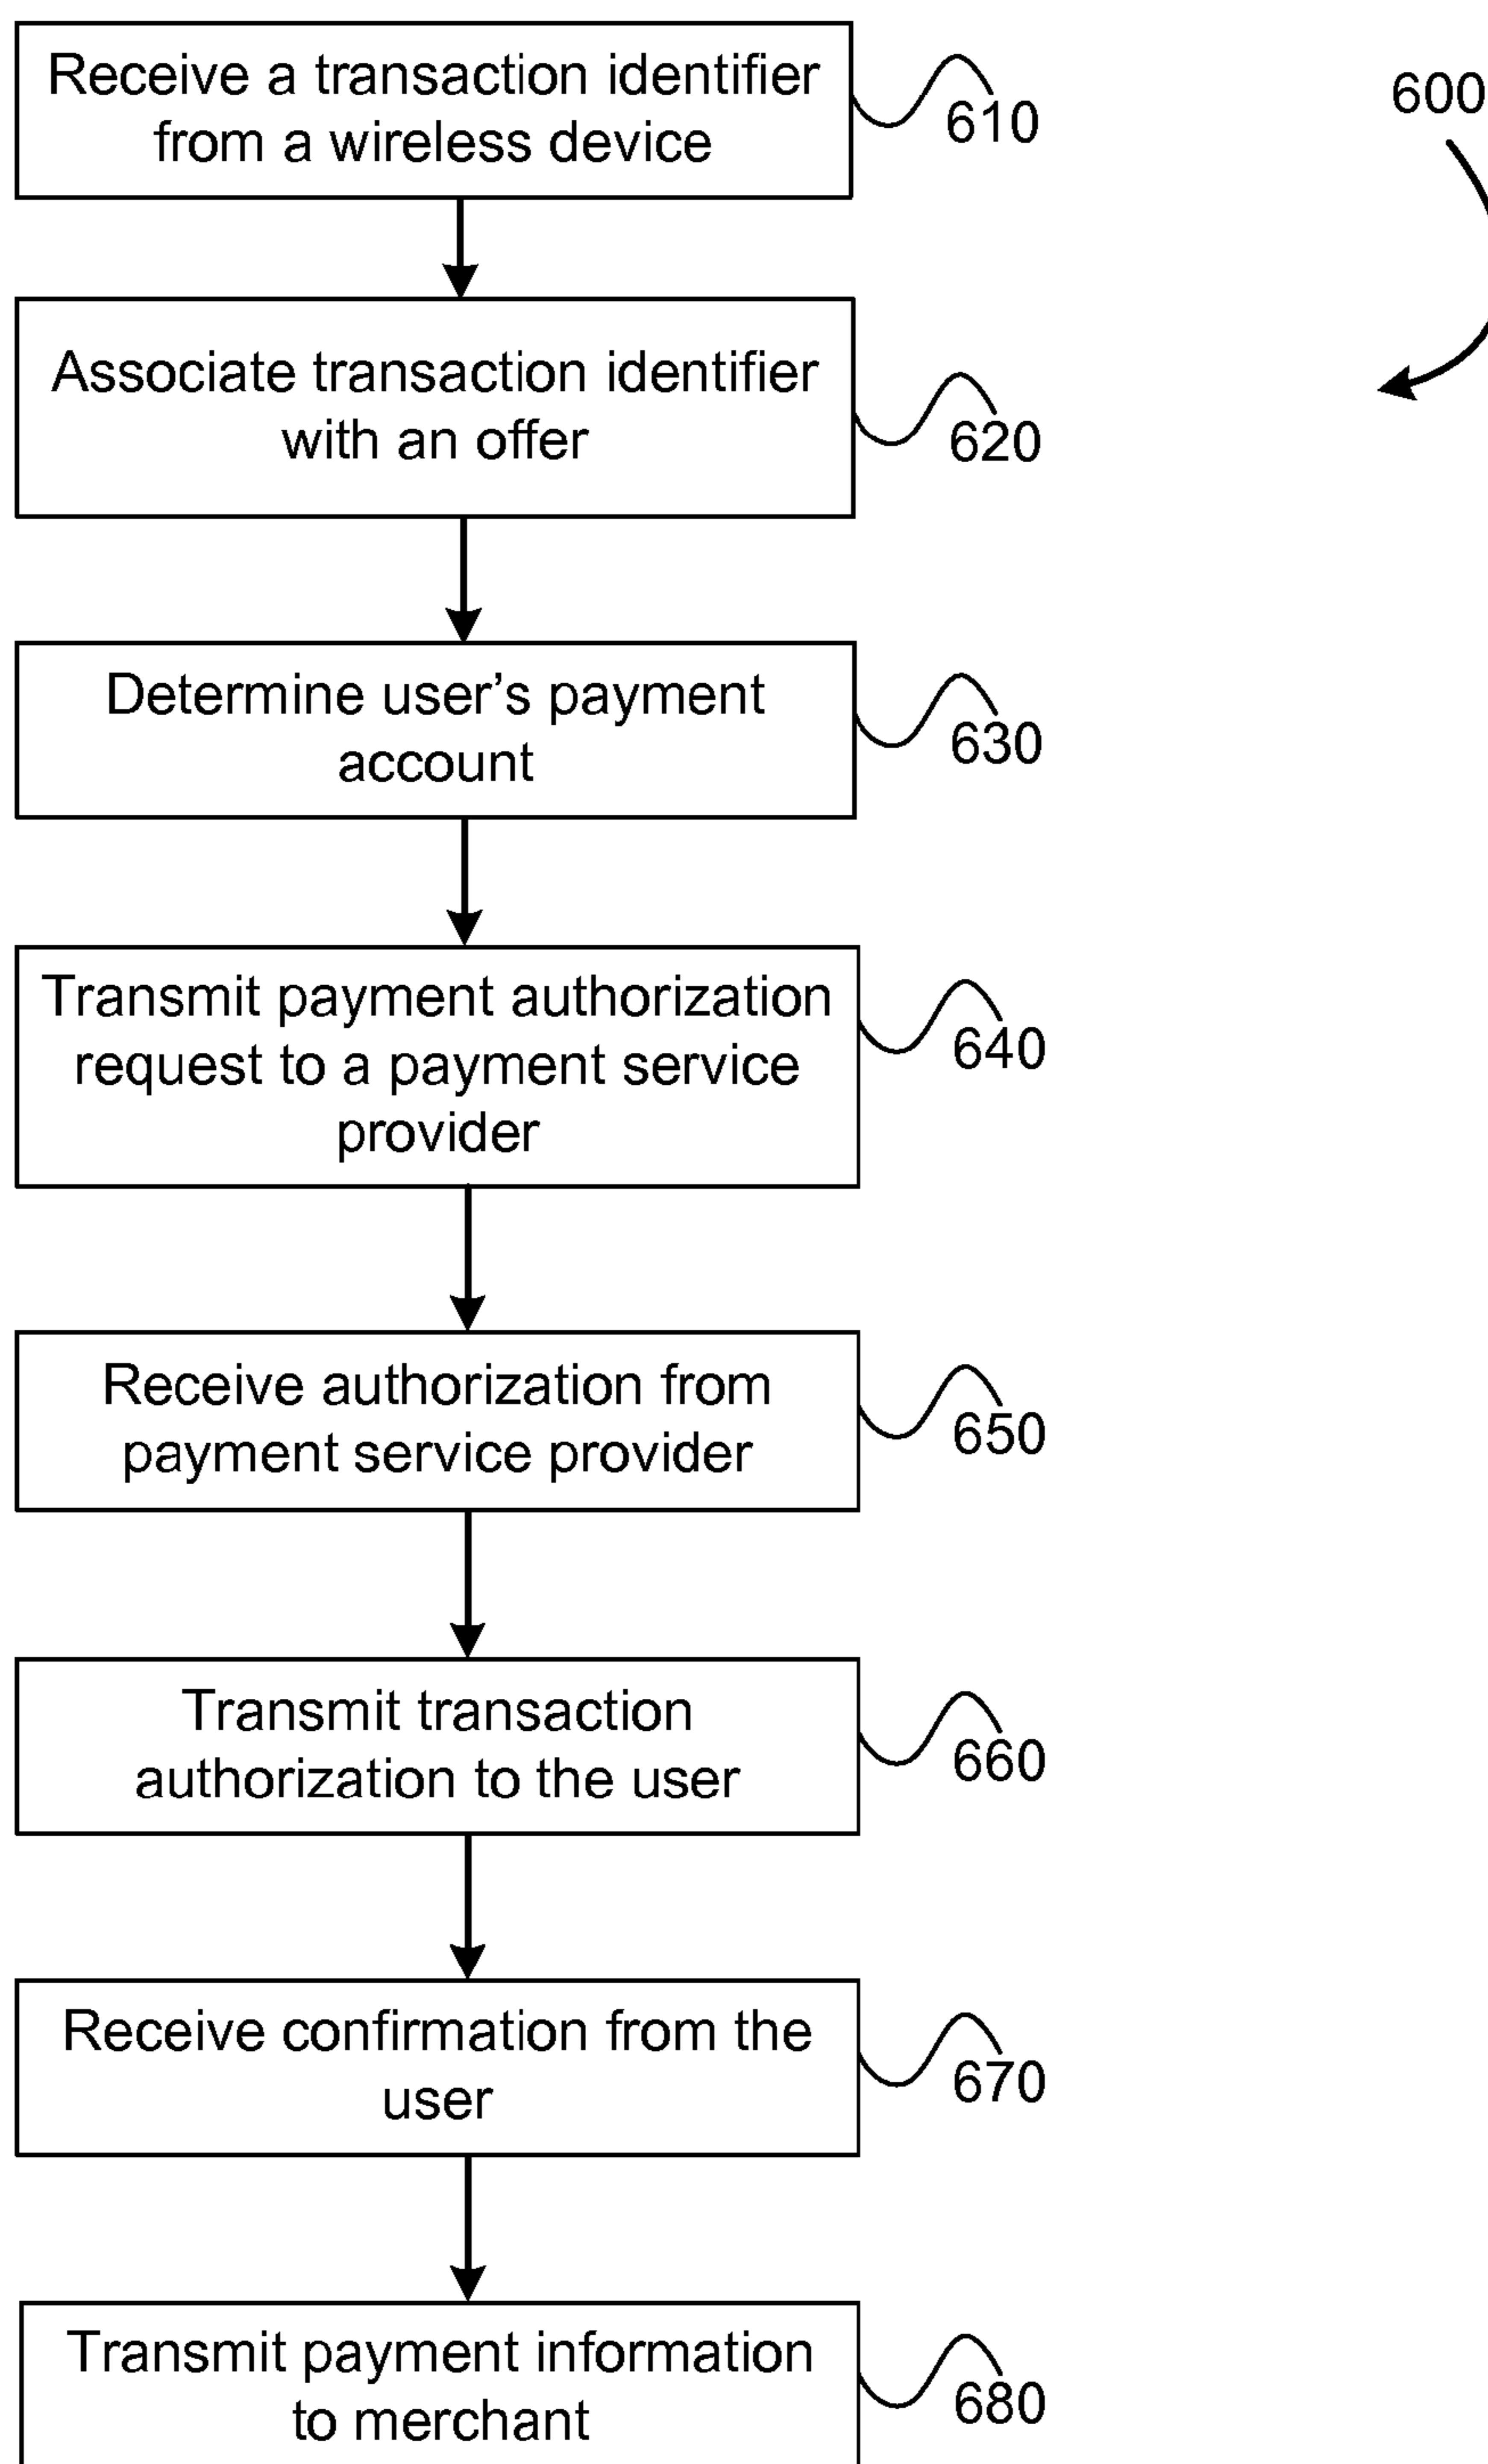 Receive a transaction identifier
from a wireless device
610
600
Associate transaction identifier
with an offer
620
Determine user’s payment
account
630
Transmit payment authorization
request to a payment service
provider
640
Receive authorization from
payment service provider
650
Transmit transaction
authorization to the user
660
Receive confirmation from the
user
670
Transmit payment information
to merchant
680